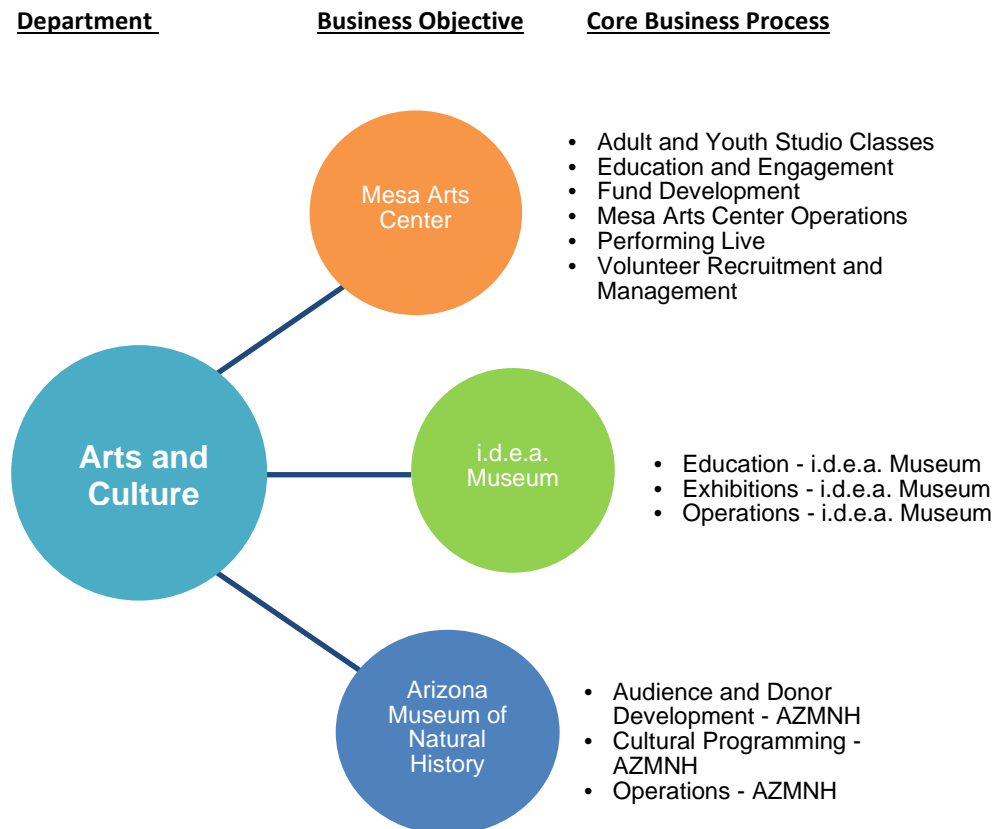 Department
Business Objective
Core Business Process
Mesa Arts
Center
• Adult and Youth Studio Classes
• Education and Engagement
• Fund Development
• Mesa Arts Center Operations
• Performing Live
• Volunteer Recruitment and
Management
Arts and
Culture
i.d.e.a.
Museum
• Education - i.d.e.a. Museum
• Exhibitions - i.d.e.a. Museum
• Operations - i.d.e.a. Museum
Arizona
Museum of
Natural
History
• Audience and Donor
Development - AZMNH
• Cultural Programming -
AZMNH
• Operations - AZMNH